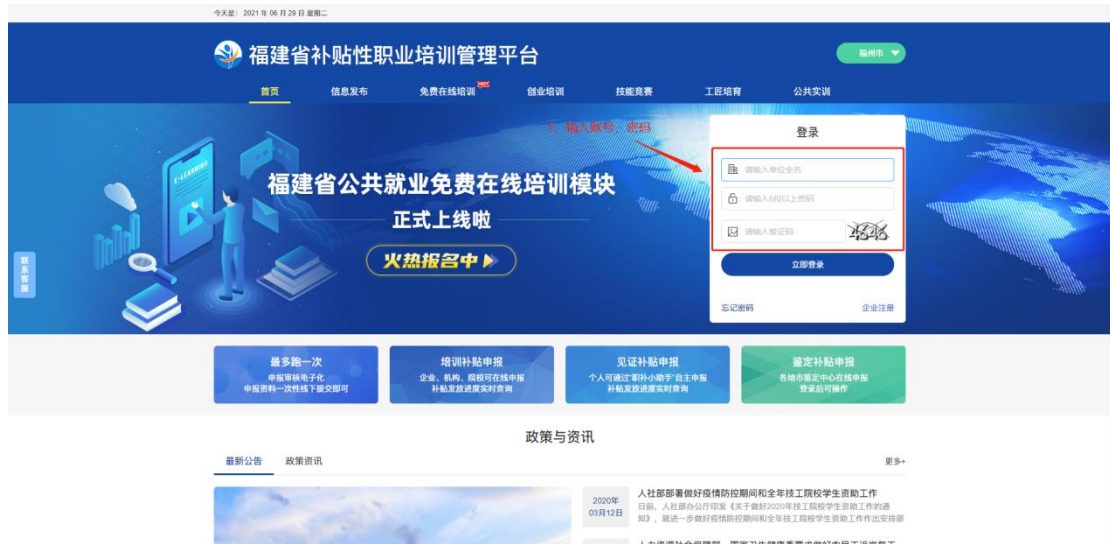 今天是： 2021 年 06 月 29 日 星期二
福建省补贴性职业培训管理平台
福州市
首页 信息发布 免费在线培训 创业培训 技能竞赛 工匠培育 公共实训
1、输入账号、密码
登录
E-LEARNING
请输入单位全名
福建省公共就业免费在线培训模块
请输入6位以上密码
正式上线啦
请输入验证码
火热报名中
立即登录
联系客服
忘记密码 企业注册
最多跑一次 培训补贴申报 见证补贴申报 鉴定补贴申报
申报审核电子化 企业、机构、院校可在线申报 个人可通过“职补小助手”自主申报 各地市鉴定中心在线申报
申报资料一次性线下提交即可 补贴发放进度实时查询 补贴发放进度实时查询 登录后可操作
政策与资讯
最新公告 政策资讯 更多+
2020年
03月12日
人社部部署做好疫情防控期间和全年技工院校学生资助工作
日前，人社部办公厅印发《关于做好2020年技工院校学生资助工作的通
知》，就进一步做好疫情防控期间和全年技工院校学生资助工作作出安排部